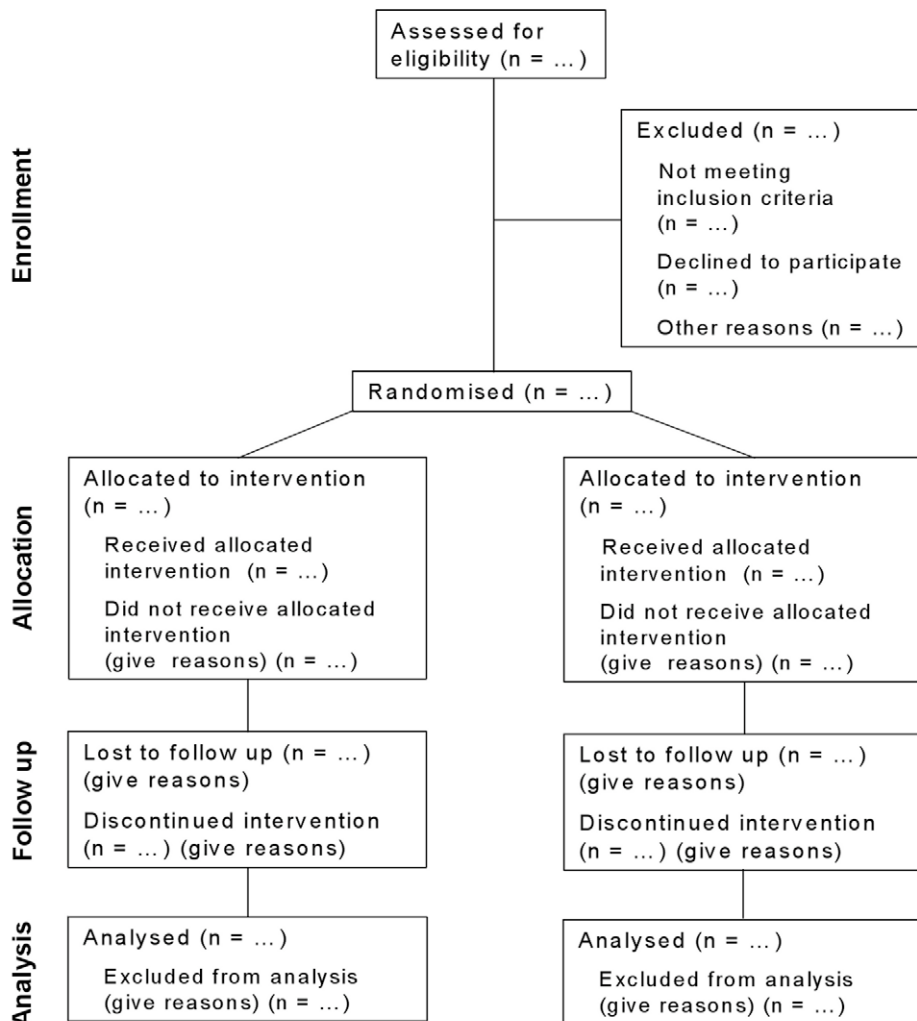 Assessed for
eligibility (n = ...)
Enrollment
Excluded (n = ...)
Not meeting
inclusion criteria
(n = ...)
Declined to participate
(n = ...)
Other reasons (n = ...)
Randomised (n = ...)
Allocation
Allocated to intervention
(n = ...)
Received allocated
intervention (n = ...)
Did not receive allocated
intervention
(give reasons) (n = ...)
Allocated to intervention
(n = ...)
Received allocated
intervention (n = ...)
Did not receive allocated
intervention
(give reasons) (n = ...)
Follow up
Lost to follow up (n = ...)
(give reasons)
Discontinued intervention
(n = ...) (give reasons)
Lost to follow up (n = ...)
(give reasons)
Discontinued intervention
(n = ...) (give reasons)
Analysis
Analysed (n = ...)
Excluded from analysis
(give reasons) (n = ...)
Analysed (n = ...)
Excluded from analysis
(give reasons) (n = ...)